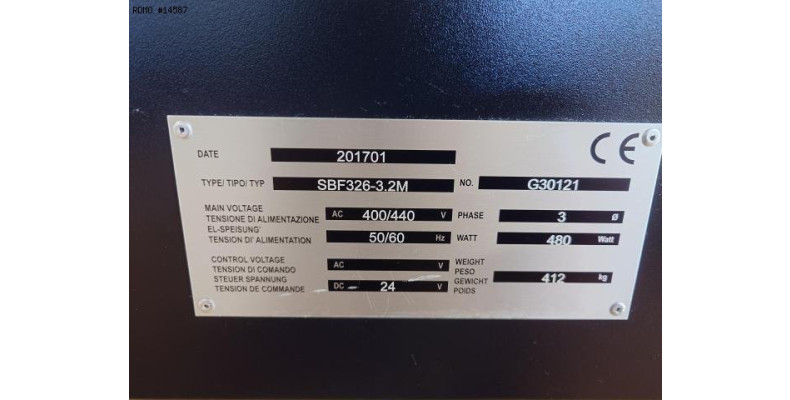 RDMO #14587
CE
DATE 201701
TYPE/ TIPO/ TYP SBF326-3.2M NO. G30121
MAIN VOLTAGE
TENSIONE DI ALIMENTAZIONE AC 400/440 V PHASE 3 Ø
EL-SPEISUNG'
TENSION DI' ALIMENTATION 50/60 Hz WATT 480 Watt
CONTROL VOLTAGE AC V WEIGHT
TENSION DI COMANDO PESO
STEUER SPANNUNG GEWICHT 412 kg
TENSION DE COMMANDE DC 24 V POIDS